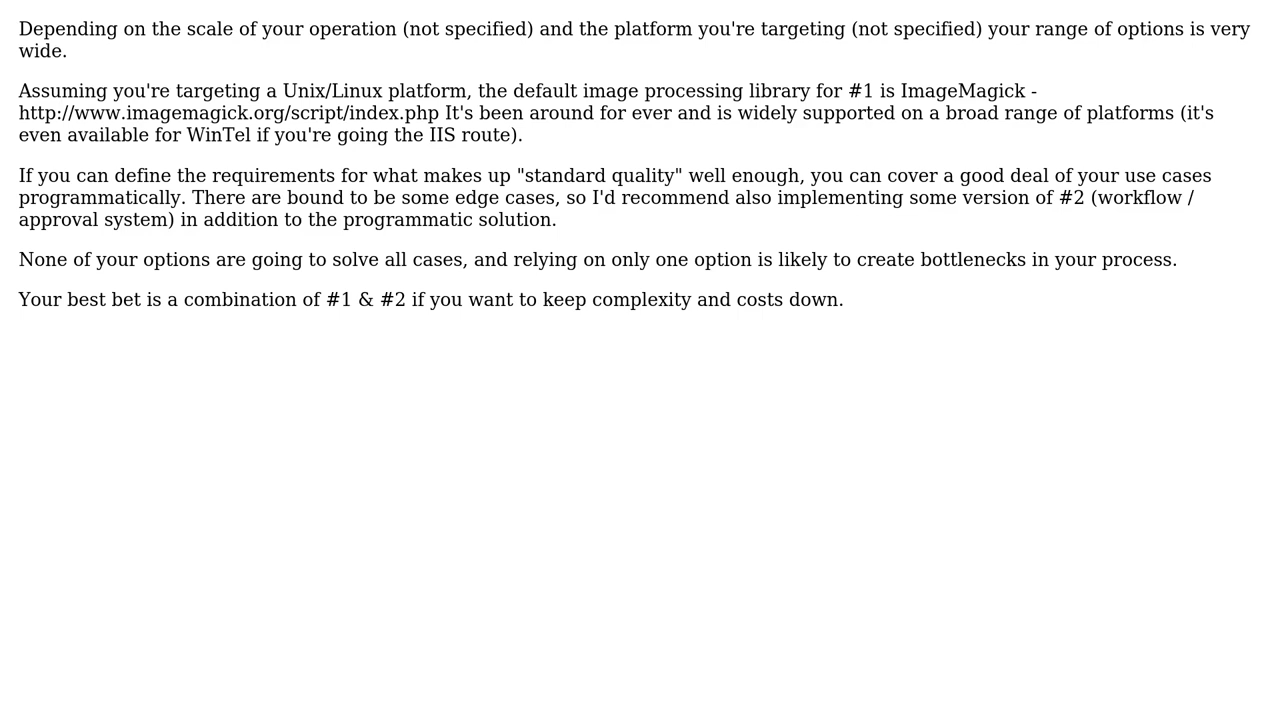 Depending on the scale of your operation (not specified) and the platform you're targeting (not specified) your range of options is very
wide.
Assuming you're targeting a Unix/Linux platform, the default image processing library for #1 is ImageMagick -
http://www.imagemagick.org/script/index.php It's been around for ever and is widely supported on a broad range of platforms (it's
even available for WinTel if you're going the IIS route).
If you can define the requirements for what makes up "standard quality" well enough, you can cover a good deal of your use cases
programmatically. There are bound to be some edge cases, so I'd recommend also implementing some version of #2 (workflow /
approval system) in addition to the programmatic solution.
None of your options are going to solve all cases, and relying on only one option is likely to create bottlenecks in your process.
Your best bet is a combination of #1 & #2 if you want to keep complexity and costs down.